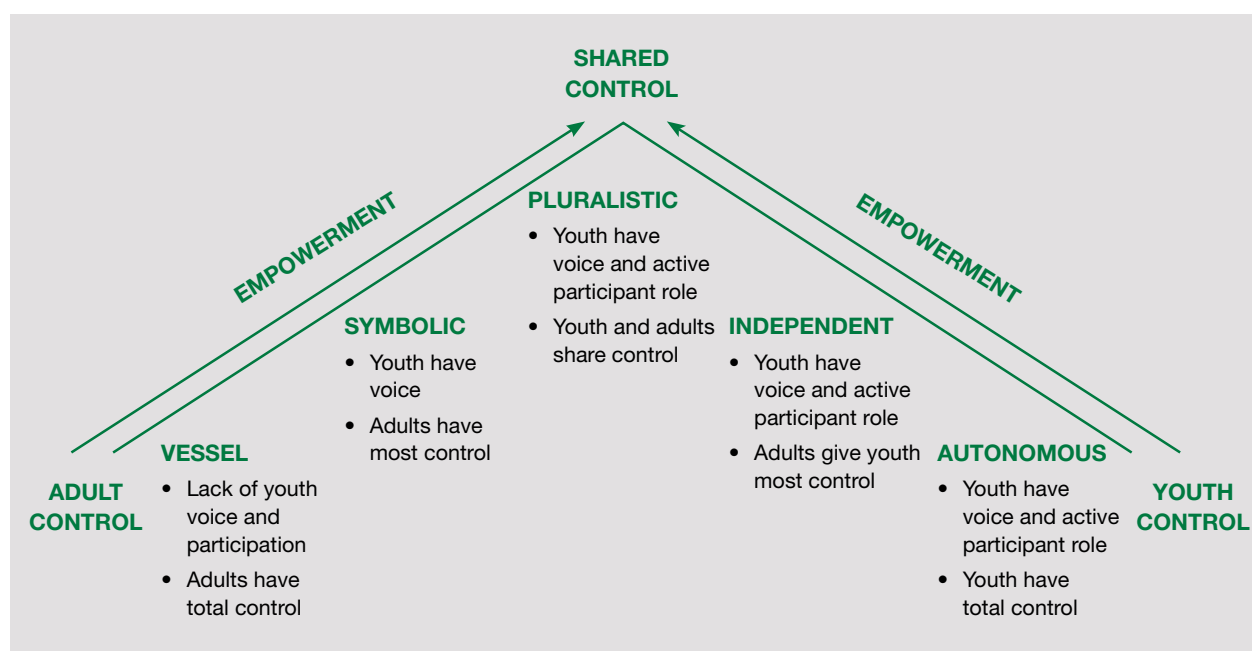 SHARED
CONTROL
EMPOWERMENT
EMPOWERMENT
PLURALISTIC
• Youth have
voice and active
participant role
• Youth and adults
share control
SYMBOLIC
• Youth have
voice
• Adults have
most control
INDEPENDENT
• Youth have
voice and active
participant role
• Adults give youth
most control
ADULT
CONTROL
VESSEL
• Lack of youth
voice and
participation
• Adults have
total control
AUTONOMOUS
• Youth have
voice and active
participant role
• Youth have
total control
YOUTH
CONTROL